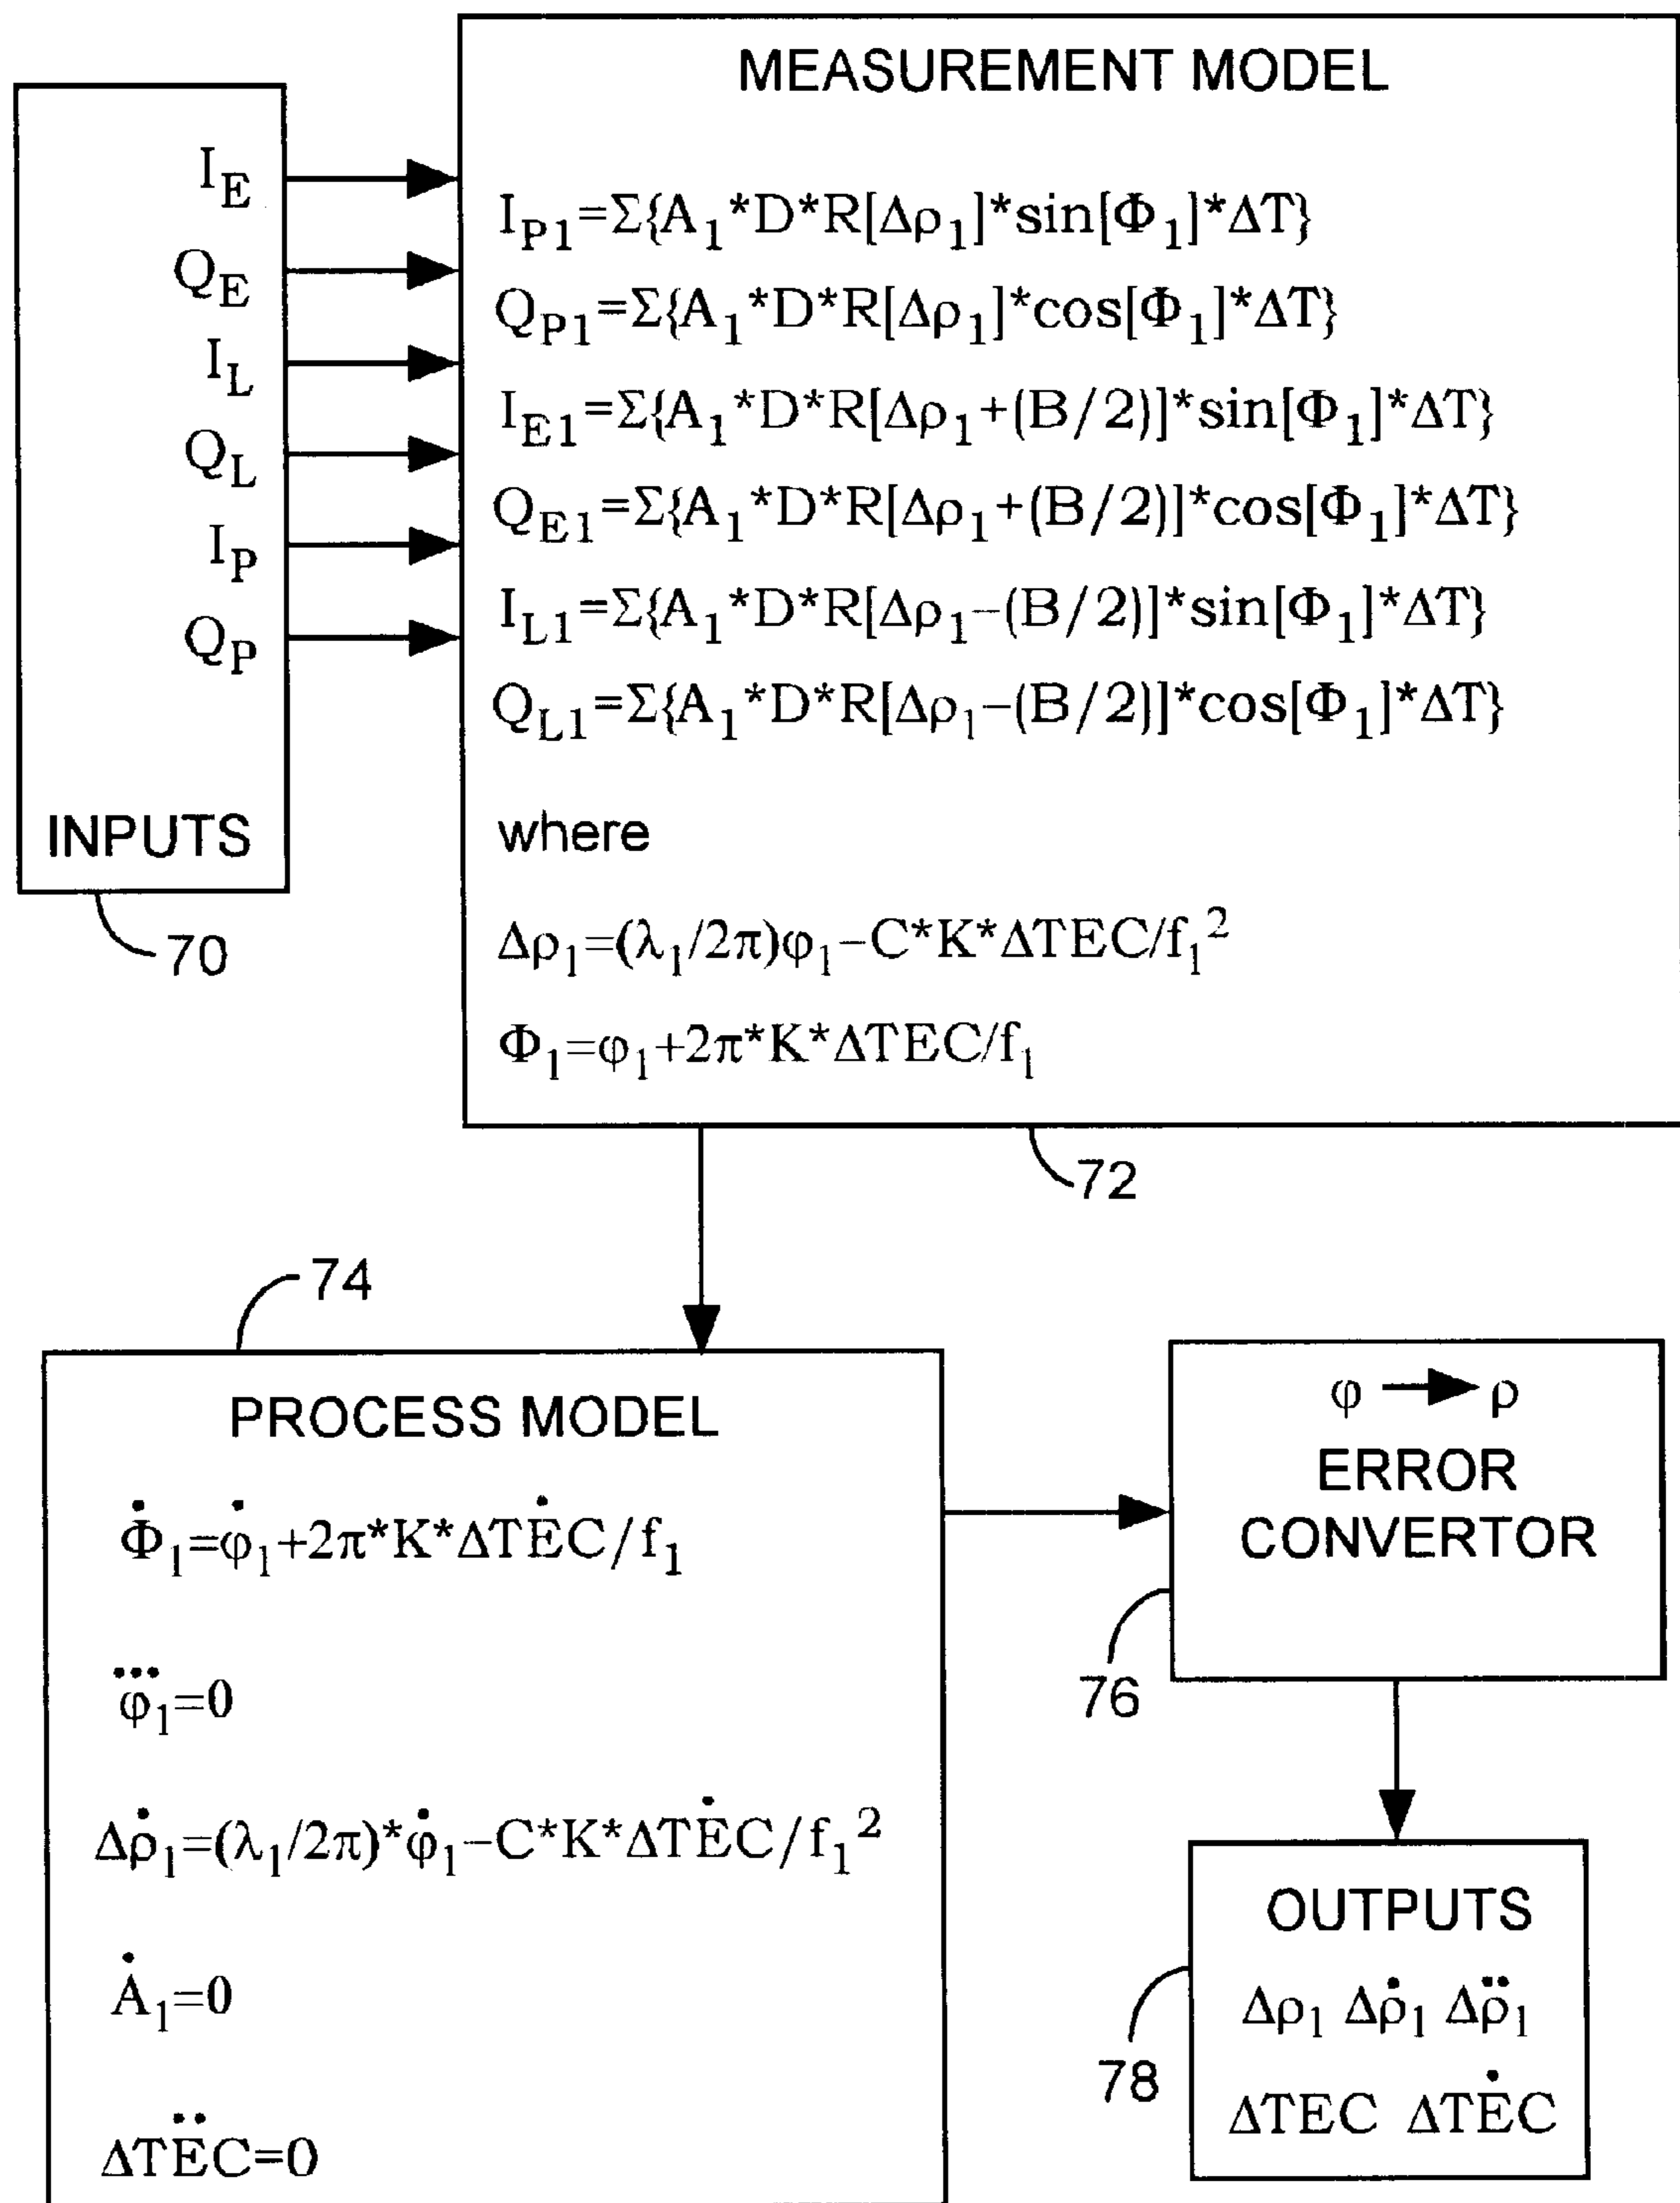 MEASUREMENT MODEL
I_E
Q_E
I_L
Q_L
I_P
Q_P
INPUTS
70
I_P1=Σ{A_1*D*R[Δρ_1]*sin[Φ_1]*ΔT}
Q_P1=Σ{A_1*D*R[Δρ_1]*cos[Φ_1]*ΔT}
I_E1=Σ{A_1*D*R[Δρ_1+(B/2)]*sin[Φ_1]*ΔT}
Q_E1=Σ{A_1*D*R[Δρ_1+(B/2)]*cos[Φ_1]*ΔT}
I_L1=Σ{A_1*D*R[Δρ_1-(B/2)]*sin[Φ_1]*ΔT}
Q_L1=Σ{A_1*D*R[Δρ_1-(B/2)]*cos[Φ_1]*ΔT}
where
Δρ_1=(λ_1/2π)φ_1-C*K*ΔTEC/f_1²
Φ_1=φ_1+2π*K*ΔTEC/f_1
72
74
PROCESS MODEL
Φ̇_1=φ̇_1+2π*K*ΔTĖC/f_1
φ⃛_1=0
Δρ̇_1=(λ_1/2π)*φ̇_1-C*K*ΔTĖC/f_1²
Ȧ_1=0
ΔTËC=0
φ → ρ
ERROR
CONVERTOR
76
OUTPUTS
Δρ_1 Δρ̇_1 Δρ̈_1
ΔTEC ΔTĖC
78